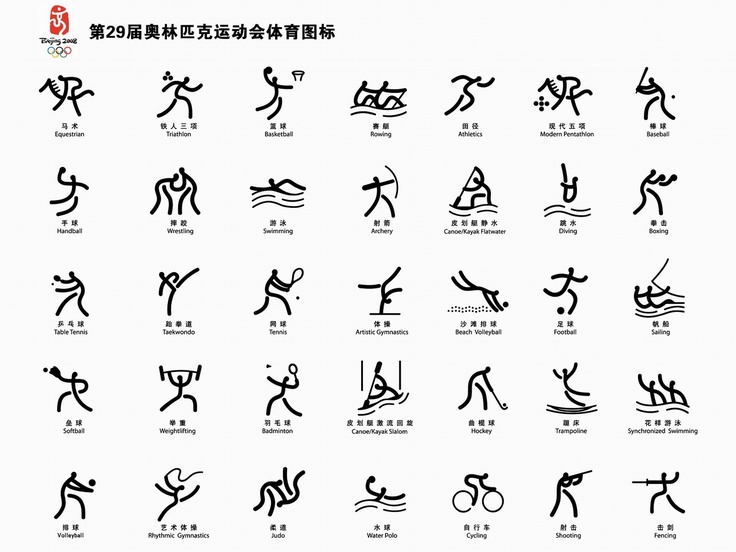 第29届奥林匹克运动会体育图标
Beijing 2008
马术
Equestrian
铁人三项
Triathlon
篮球
Basketball
赛艇
Rowing
田径
Athletics
现代五项
Modern Pentathlon
棒球
Baseball
手球
Handball
摔跤
Wrestling
游泳
Swimming
射箭
Archery
皮划艇静水
Canoe/Kayak Flatwater
跳水
Diving
拳击
Boxing
乒乓球
Table Tennis
跆拳道
Taekwondo
网球
Tennis
体操
Artistic Gymnastics
沙滩排球
Beach Volleyball
足球
Football
帆船
Sailing
垒球
Softball
举重
Weightlifting
羽毛球
Badminton
皮划艇激流回旋
Canoe/Kayak Slalom
曲棍球
Hockey
蹦床
Trampoline
花样游泳
Synchronized Swimming
排球
Volleyball
艺术体操
Rhythmic Gymnastics
柔道
Judo
水球
Water Polo
自行车
Cycling
射击
Shooting
击剑
Fencing